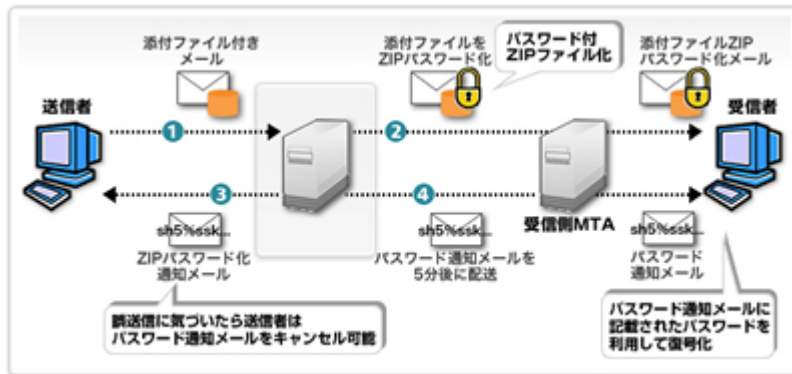 添付ファイル付き
メール
添付ファイルを
ZIPパスワード化
パスワード付
ZIPファイル化
添付ファイルZIP
パスワード化メール
送信者
受信者
1
2
3
4
受信側MTA
sh5%ssk...
ZIPパスワード化
通知メール
sh5%ssk...
パスワード通知メールを
5分後に配送
sh5%ssk...
パスワード
通知メール
誤送信に気づいたら送信者は
パスワード通知メールをキャンセル可能
パスワード通知メールに
記載されたパスワードを
利用して復号化